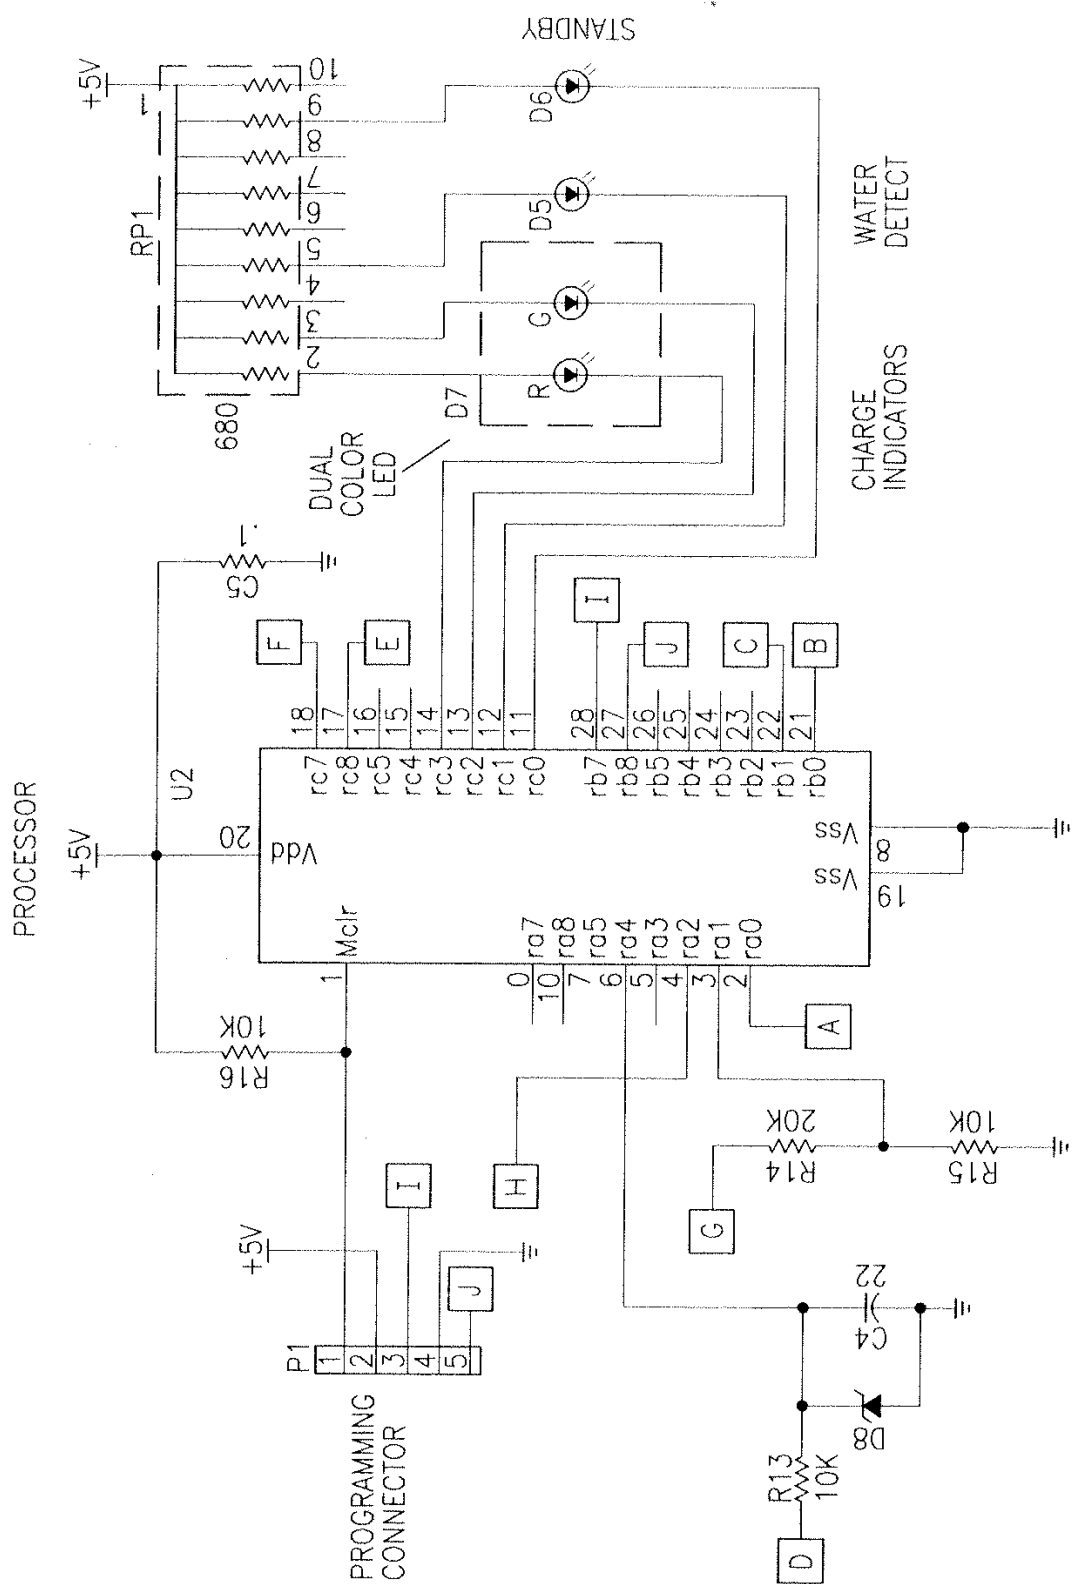 PROCESSOR
+5V
+5V
+5V
1
RP1
680
10
9
8
7
6
5
4
3
2
STANDBY
D6
D5
WATER
DETECT
D7
G
R
DUAL
COLOR
LED
CHARGE
INDICATORS
.1
C5
U2
20
Vdd
R16
10K
1
Mclr
F
E
18
17
16
15
14
13
12
11
rc7
rc8
rc5
rc4
rc3
rc2
rc1
rc0
I
J
C
B
28
27
26
25
24
23
22
21
rb7
rb8
rb5
rb4
rb3
rb2
rb1
rb0
Vss
8
Vss
19
0
10
7
6
5
4
3
2
ra7
ra8
ra5
ra4
ra3
ra2
ra1
ra0
A
H
G
R14
20K
R15
10K
P1
1
2
3
4
5
I
J
PROGRAMMING
CONNECTOR
C4
22
D8
R13
10K
D